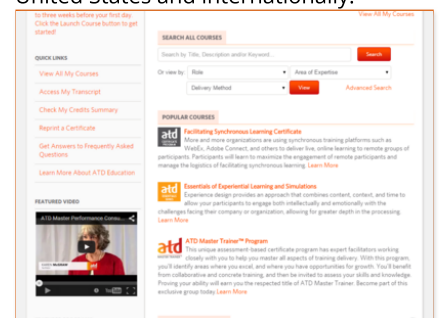 United States and internationally.
to three weeks before your first day.
Click the Launch Course button to get
started!
View All My Courses
QUICK LINKS
View All My Courses
Access My Transcript
Check My Credits Summary
Reprint a Certificate
Get Answers to Frequently Asked
Questions
Learn More About ATD Education
FEATURED VIDEO
ATD Master Performance Consu...
YouTube
SEARCH ALL COURSES
Search by Title, Description and/or Keyword...
Search
Or view by:
Role
Area of Expertise
Delivery Method
View
Advanced Search
POPULAR COURSES
atd
Facilitating Synchronous Learning Certificate
More and more organizations are using synchronous training platforms such as
WebEx, Adobe Connect, and others to deliver live, online learning to remote groups of
participants. Participants will learn to maximize the engagement of remote participants and
manage the logistics of facilitating synchronous learning. Learn More
atd
Essentials of Experiential Learning and Simulations
Experience design provides an approach that combines content, context, and time to
allow your participants to engage both intellectually and emotionally with the
challenges facing their company or organization, allowing for greater depth in the processing.
Learn More
atd
ATD Master Trainer™ Program
This unique assessment-based certificate program has expert facilitators working
closely with you to help you master all aspects of training delivery. With this program,
you'll identify areas where you excel, and where you have opportunities for growth. You'll benefit
from collaborative and concrete training, and then be invited to assess your skills and knowledge.
Proving your ability will earn you the respected title of ATD Master Trainer. Become part of this
exclusive group today Learn More